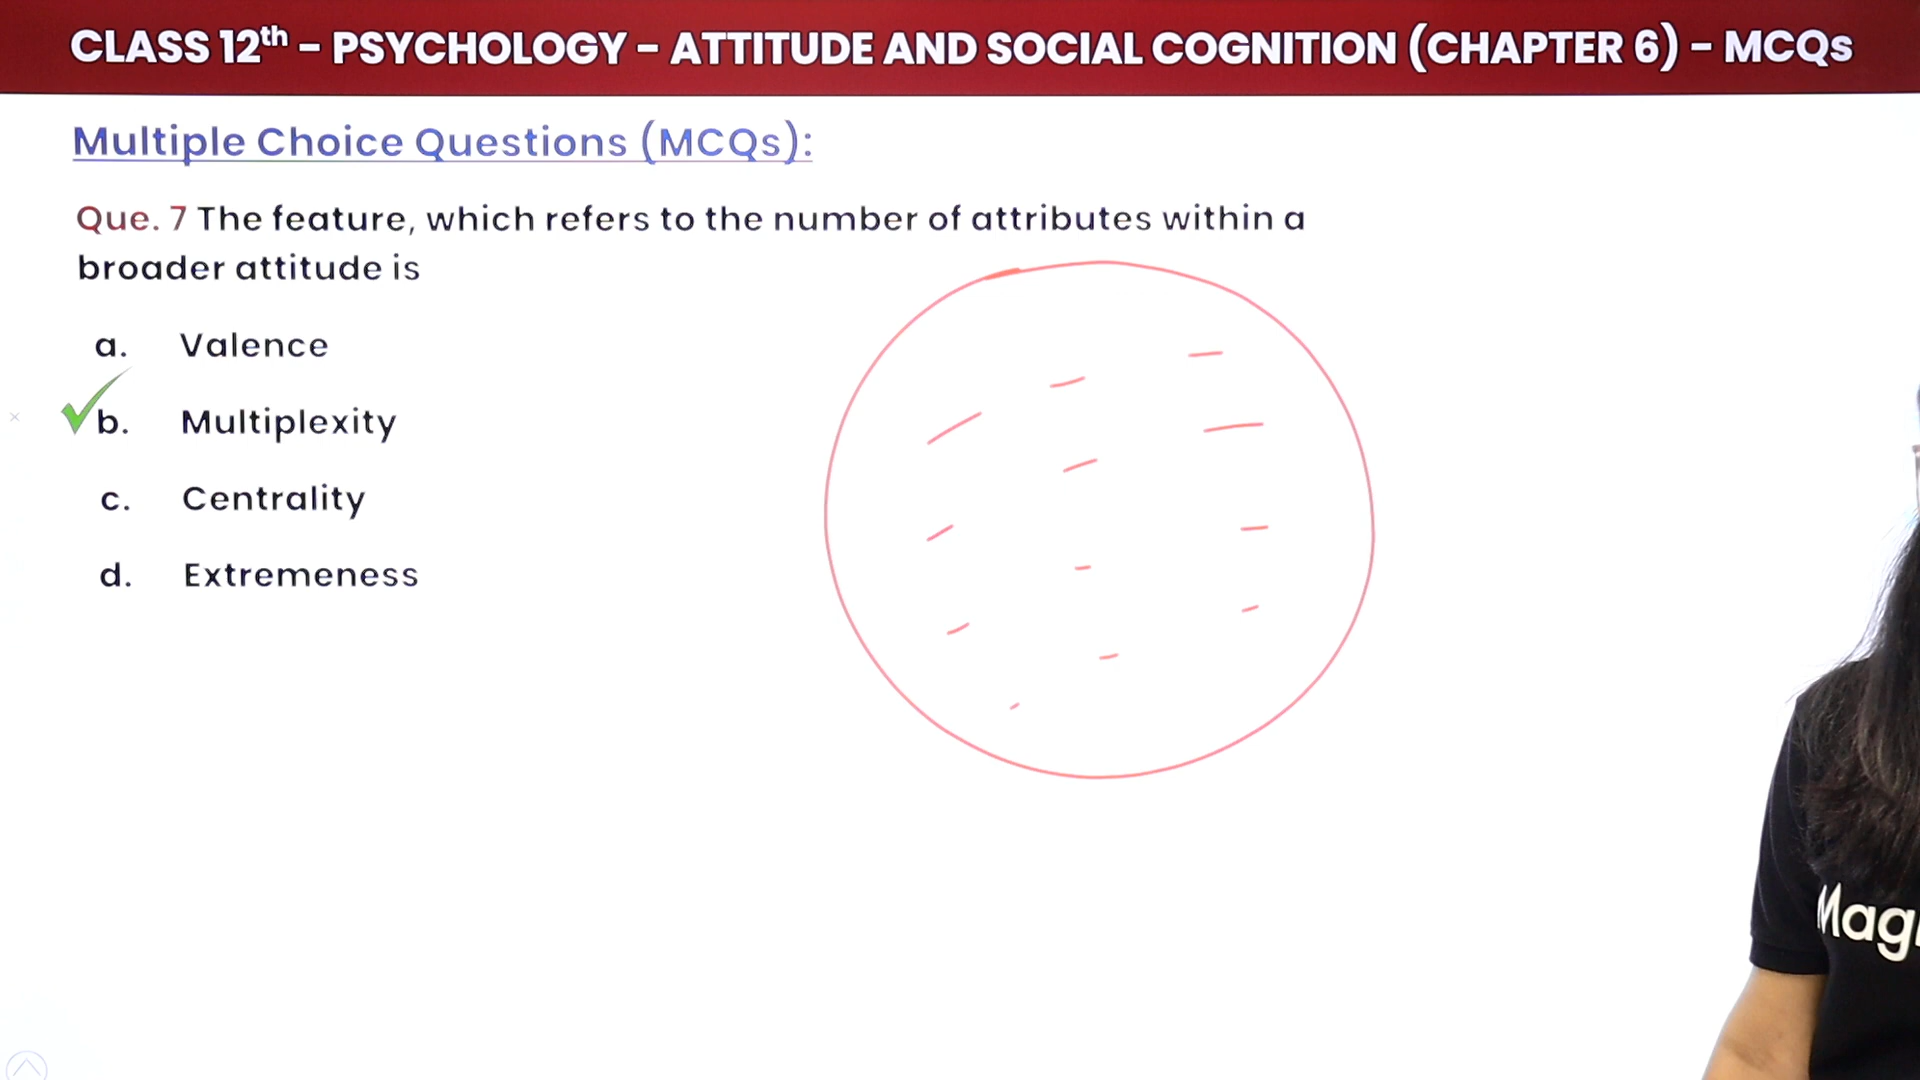 CLASS 12th – PSYCHOLOGY – ATTITUDE AND SOCIAL COGNITION (CHAPTER 6) – MCQs
Multiple Choice Questions (MCQs):
Que. 7 The feature, which refers to the number of attributes within a
broader attitude is
a. Valence
b. Multiplexity
c. Centrality
d. Extremeness